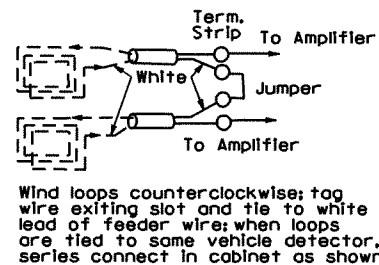 Term.
Strip
To Amplifier
White
Jumper
To Amplifier
Wind loops counterclockwise; tag
wire exiting slot and tie to white
lead of feeder wire; when loops
are tied to same vehicle detector,
series connect in cabinet as shown